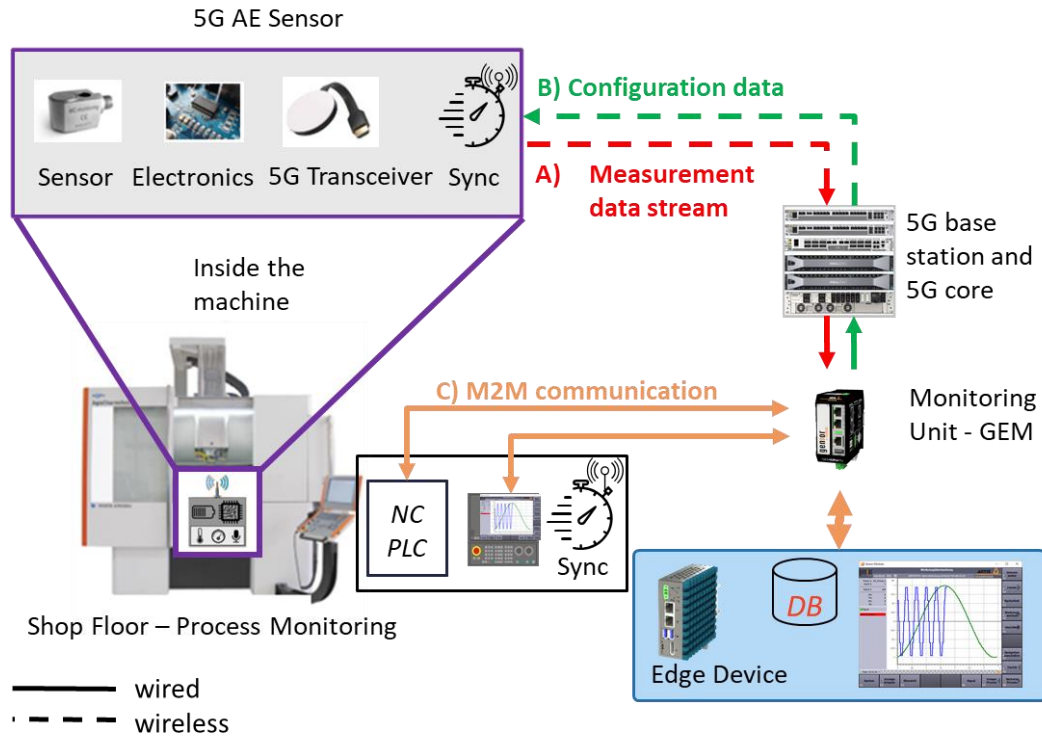 5G AE Sensor
B) Configuration data
Sensor
Electronics
5G Transceiver
Sync
A) Measurement
data stream
5G base
station and
5G core
Inside the
machine
C) M2M communication
Monitoring
Unit - GEM
NC
PLC
Sync
DB
Edge Device
Shop Floor – Process Monitoring
wired
wireless